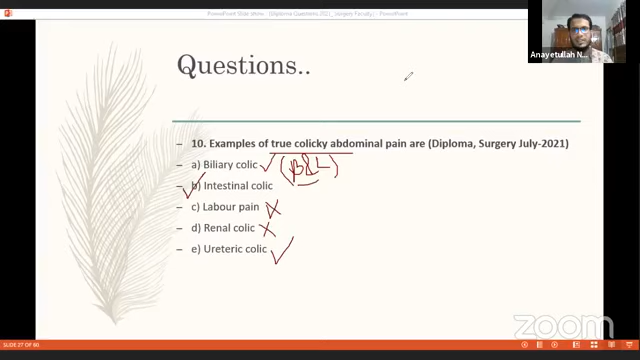 PowerPoint Slide Show - (Diploma Questions 2021_Surgery Faculty) - PowerPoint
Anayetullah N...
Questions..
– 10. Examples of true colicky abdominal pain are (Diploma, Surgery July-2021)
– a) Biliary colic ✓ (B&L)
– b) Intestinal colic
– c) Labour pain ✗
– d) Renal colic ✗
– e) Ureteric colic ✓
zoom
SLIDE 27 OF 60